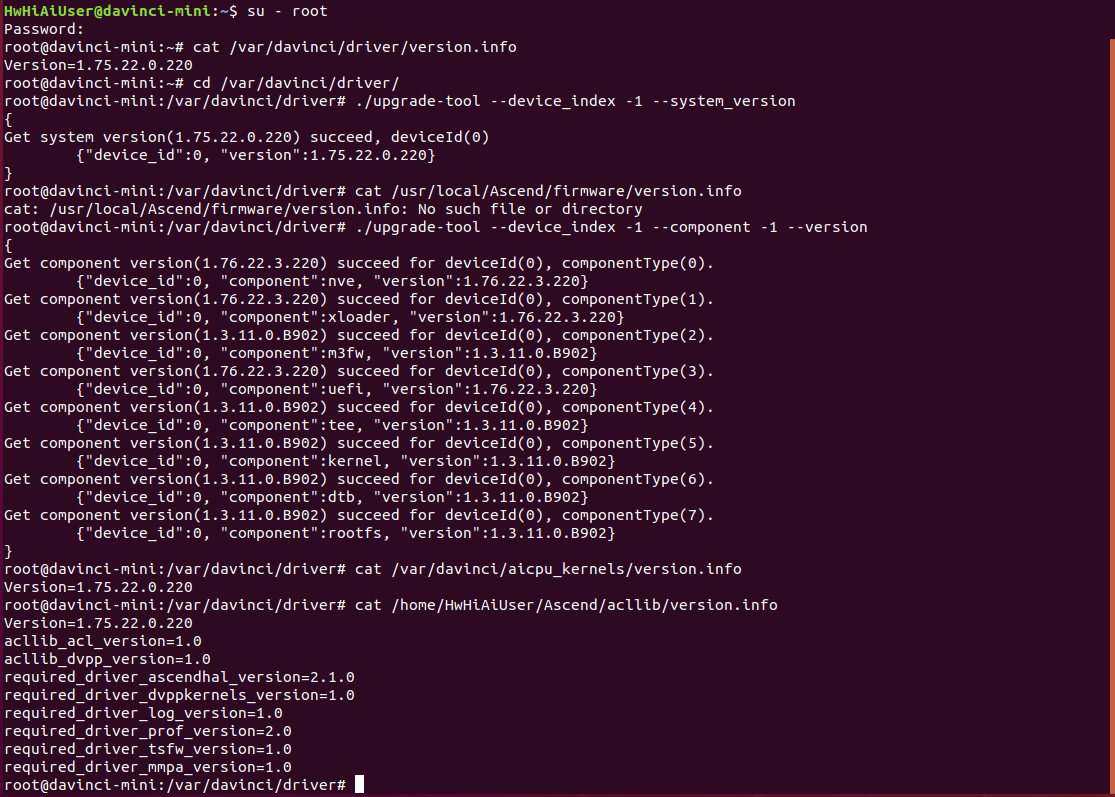 HwHiAiUser@davinci-mini:~$ su - root
Password:
root@davinci-mini:~# cat /var/davinci/driver/version.info
Version=1.75.22.0.220
root@davinci-mini:~# cd /var/davinci/driver/
root@davinci-mini:/var/davinci/driver# ./upgrade-tool --device_index -1 --system_version
{
Get system version(1.75.22.0.220) succeed, deviceId(0)
        {"device_id":0, "version":1.75.22.0.220}
}
root@davinci-mini:/var/davinci/driver# cat /usr/local/Ascend/firmware/version.info
cat: /usr/local/Ascend/firmware/version.info: No such file or directory
root@davinci-mini:/var/davinci/driver# ./upgrade-tool --device_index -1 --component -1 --version
{
Get component version(1.76.22.3.220) succeed for deviceId(0), componentType(0).
        {"device_id":0, "component":nve, "version":1.76.22.3.220}
Get component version(1.76.22.3.220) succeed for deviceId(0), componentType(1).
        {"device_id":0, "component":xloader, "version":1.76.22.3.220}
Get component version(1.3.11.0.B902) succeed for deviceId(0), componentType(2).
        {"device_id":0, "component":m3fw, "version":1.3.11.0.B902}
Get component version(1.76.22.3.220) succeed for deviceId(0), componentType(3).
        {"device_id":0, "component":uefi, "version":1.76.22.3.220}
Get component version(1.3.11.0.B902) succeed for deviceId(0), componentType(4).
        {"device_id":0, "component":tee, "version":1.3.11.0.B902}
Get component version(1.3.11.0.B902) succeed for deviceId(0), componentType(5).
        {"device_id":0, "component":kernel, "version":1.3.11.0.B902}
Get component version(1.3.11.0.B902) succeed for deviceId(0), componentType(6).
        {"device_id":0, "component":dtb, "version":1.3.11.0.B902}
Get component version(1.3.11.0.B902) succeed for deviceId(0), componentType(7).
        {"device_id":0, "component":rootfs, "version":1.3.11.0.B902}
}
root@davinci-mini:/var/davinci/driver# cat /var/davinci/aicpu_kernels/version.info
Version=1.75.22.0.220
root@davinci-mini:/var/davinci/driver# cat /home/HwHiAiUser/Ascend/acllib/version.info
Version=1.75.22.0.220
acllib_acl_version=1.0
acllib_dvpp_version=1.0
required_driver_ascendhal_version=2.1.0
required_driver_dvppkernels_version=1.0
required_driver_log_version=1.0
required_driver_prof_version=2.0
required_driver_tsfw_version=1.0
required_driver_mmpa_version=1.0
root@davinci-mini:/var/davinci/driver#